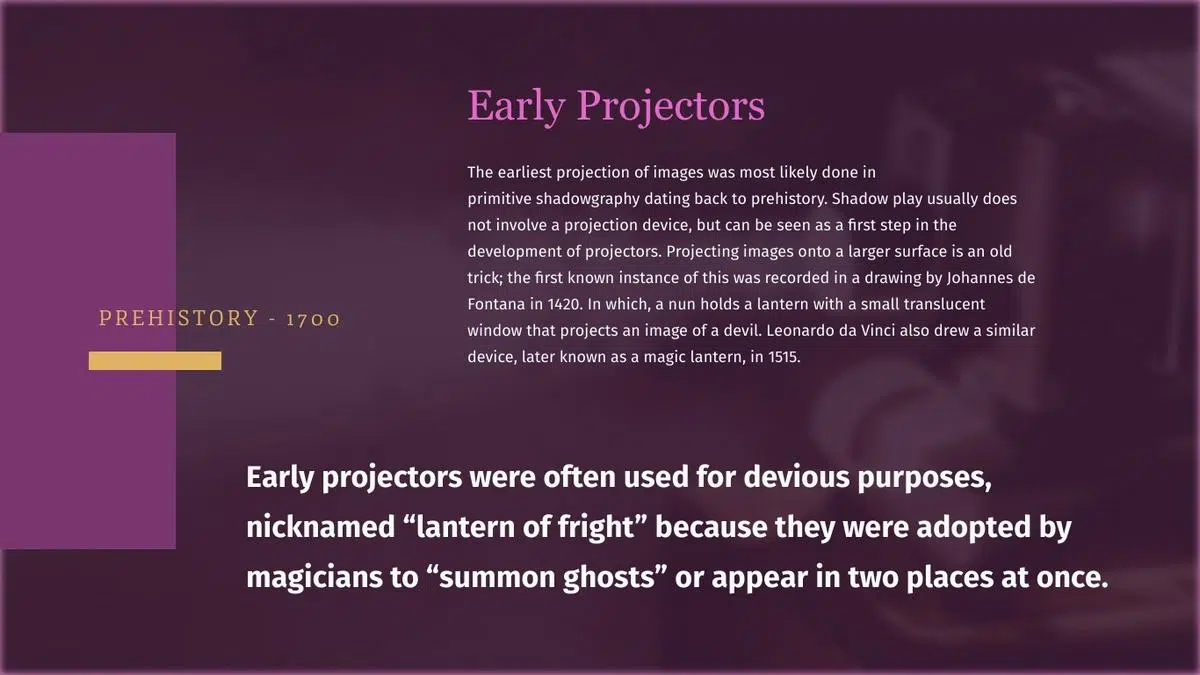 Early Projectors
The earliest projection of images was most likely done in
primitive shadowgraphy dating back to prehistory. Shadow play usually does
not involve a projection device, but can be seen as a first step in the
development of projectors. Projecting images onto a larger surface is an old
trick; the first known instance of this was recorded in a drawing by Johannes de
Fontana in 1420. In which, a nun holds a lantern with a small translucent
window that projects an image of a devil. Leonardo da Vinci also drew a similar
device, later known as a magic lantern, in 1515.
PREHISTORY - 1700
Early projectors were often used for devious purposes,
nicknamed “lantern of fright” because they were adopted by
magicians to “summon ghosts” or appear in two places at once.